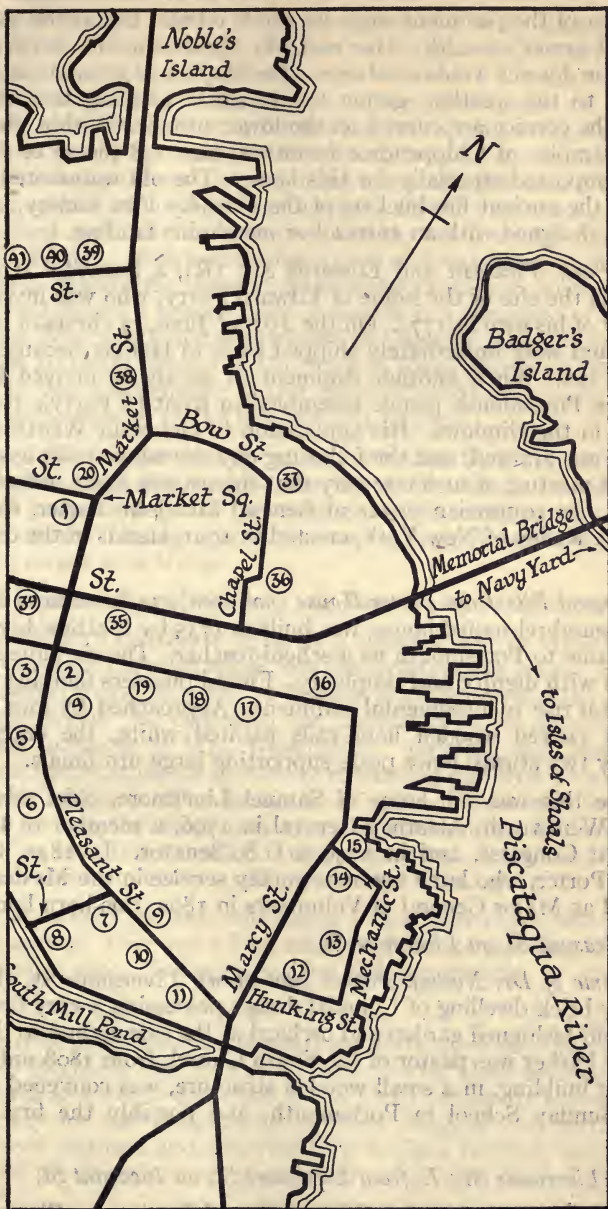 Noble's
Island
N
41 40 39
St.
Badger's
Island
38
Market St.
Bow St.
37
St. 20
1
Market Sq.
Chapel St.
36
Memorial Bridge
to Navy Yard
39
St.
35
3 2
4
19 18 17 16
to Isles of Shoals
Piscataqua River
5
6
Pleasant St.
15
14
Mechanic St.
Marcy St.
13
12
Hunking St.
St.
7
8
9
10
11
South Mill Pond